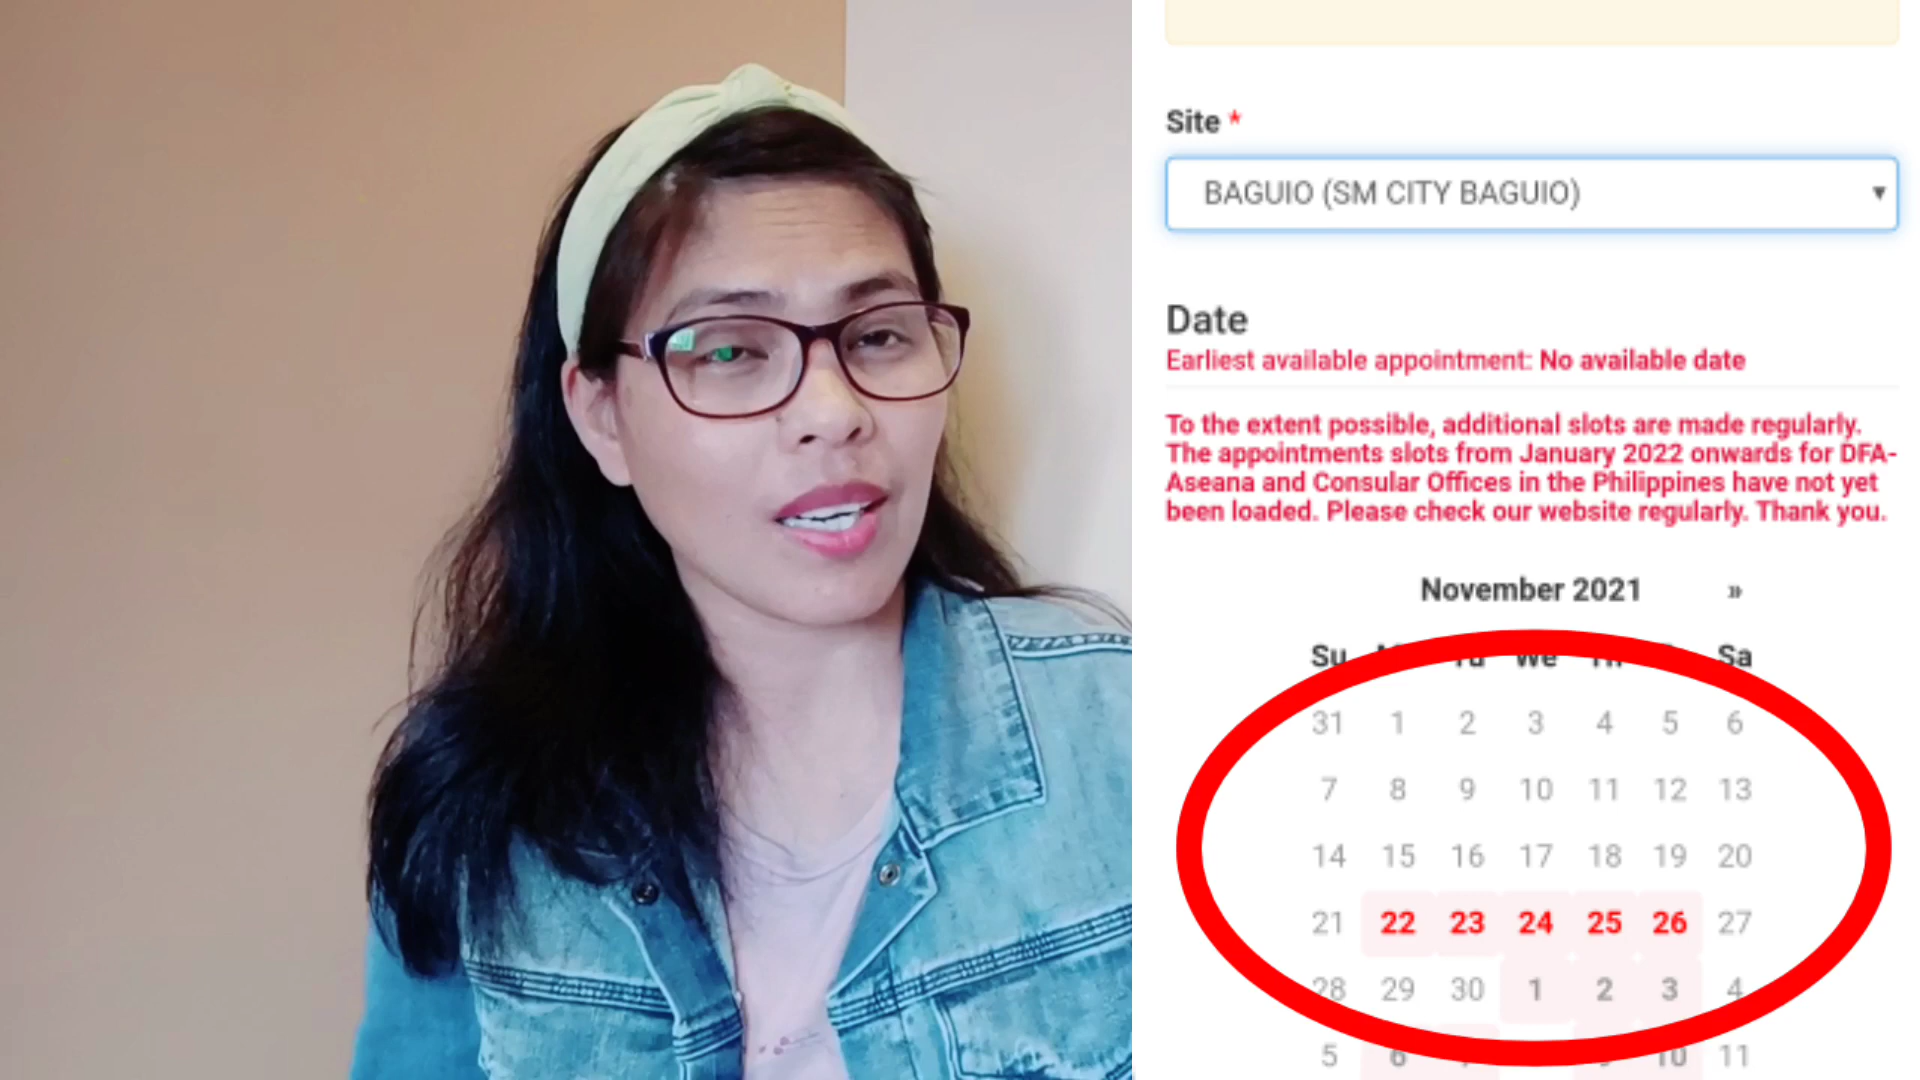 Site *
BAGUIO (SM CITY BAGUIO)
Date
Earliest available appointment: No available date
To the extent possible, additional slots are made regularly.
The appointments slots from January 2022 onwards for DFA-
Aseana and Consular Offices in the Philippines have not yet
been loaded. Please check our website regularly. Thank you.
November 2021 »
Su We Sa
31 1 2 3 4 5 6
7 8 9 10 11 12 13
14 15 16 17 18 19 20
21 22 23 24 25 26 27
28 29 30 1 2 3 4
5 6 10 11